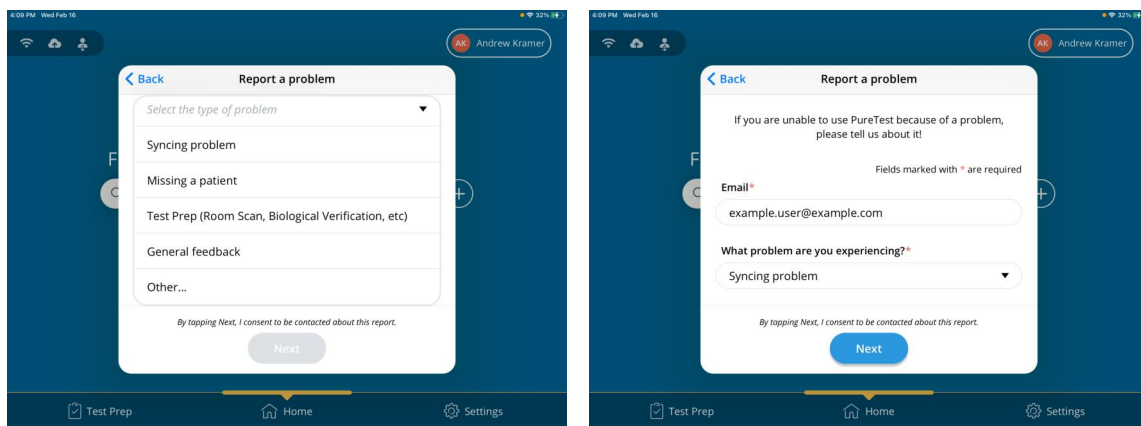 4:09 PM Wed Feb 16
32%
AK Andrew Kramer
Back
Report a problem
Select the type of problem
Syncing problem
Missing a patient
F
Test Prep (Room Scan, Biological Verification, etc)
General feedback
Other...
By tapping Next, I consent to be contacted about this report.
Next
Test Prep
Home
Settings
4:09 PM Wed Feb 16
32%
AK Andrew Kramer
Back
Report a problem
If you are unable to use PureTest because of a problem,
please tell us about it!
F
Fields marked with * are required
Email*
example.user@example.com
What problem are you experiencing?*
Syncing problem
By tapping Next, I consent to be contacted about this report.
Next
Test Prep
Home
Settings